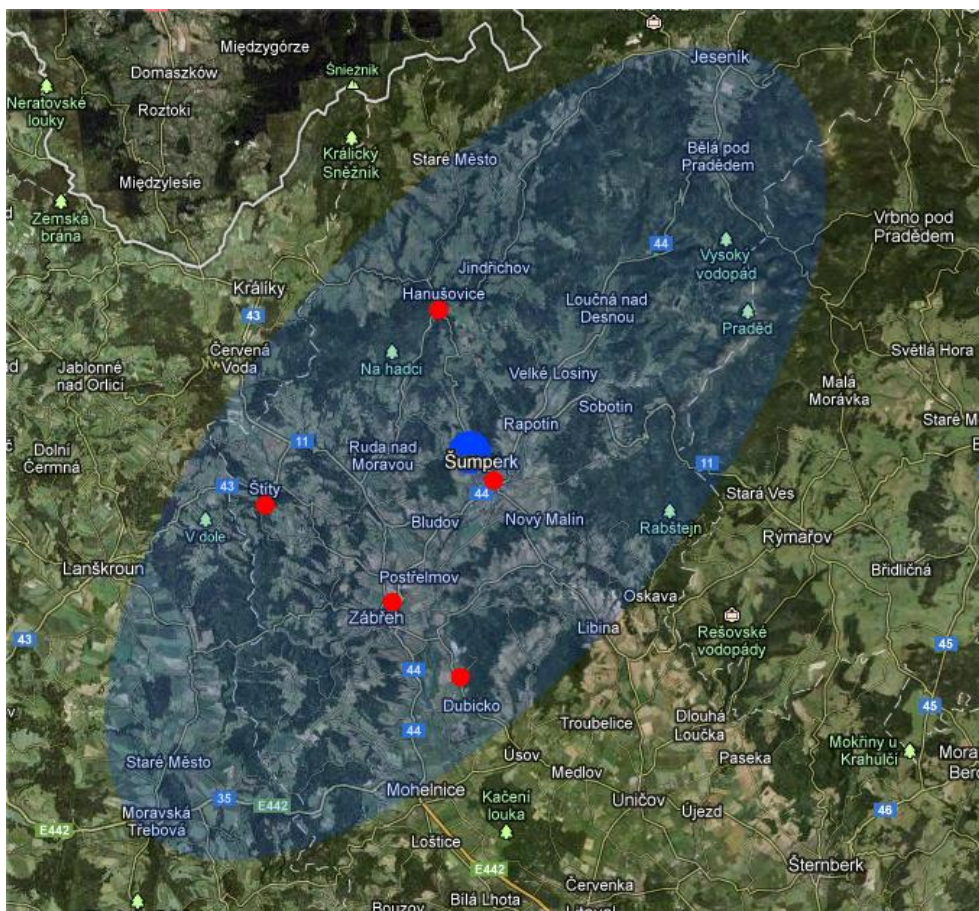 Międzygórze
Domaszków
Śnieżnik
Jeseník
Neratovské
louky
Roztoki
Králický
Sněžník
Staré Město
Bělá pod
Pradědem
Międzylesie
Zemská
brána
Vrbno pod
Pradědem
44
Vysoký
vodopád
Jindřichov
Králíky
Hanušovice
Loučná nad
Desnou
43
Praděd
Červená
Voda
Na hadci
Světlá Hora
Jablonné
nad Orlicí
Velké Losiny
Malá
Morávka
Sobotín
Rapotín
Staré M
11
Ruda nad
Moravou
Dolní
Čermná
Šumperk
11
43
Štíty
44
Stará Ves
V dole
Bludov
Nový Malín
Rabštejn
Rýmařov
Lanškroun
Postřelmov
Břidličná
Oskava
Zábřeh
Libina
Rešovské
vodopády
43
45
44
Dubicko
45
Troubelice
Dlouhá
Loučka
44
Mokřiny u
Krahulčí
Mora
Ber
Staré Město
Úsov
Paseka
Medlov
35
E442
Mohelnice
Kačení
louka
Uničov
Újezd
46
Moravská
Třebová
E442
Loštice
E442
Šternberk
Červenka
Bílá Lhota
Bouzov